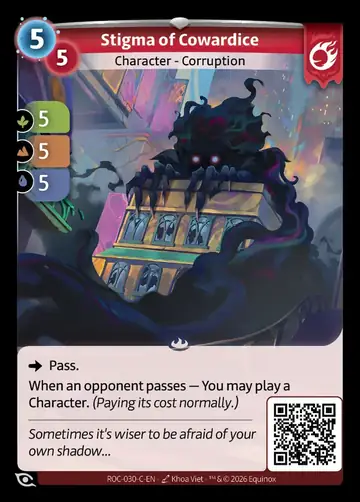 5
5
Stigma of Cowardice
Character - Corruption
5
5
5
Pass.
When an opponent passes — You may play a
Character. (Paying its cost normally.)
Sometimes it's wiser to be afraid of your
own shadow...
ROC-030-C-EN - Khoa Viet - ™ & © 2026 Equinox